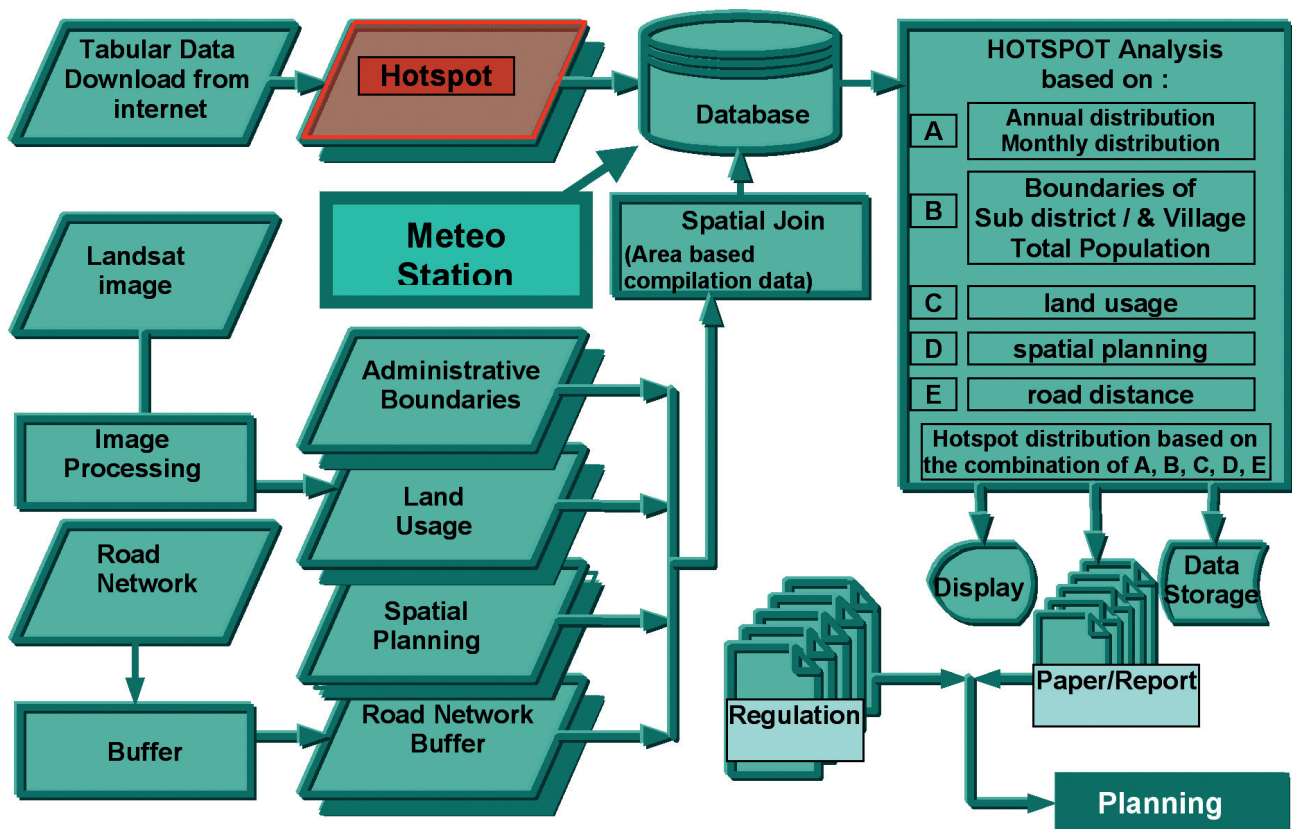 Tabular Data
Download from
internet
Hotspot
Database
HOTSPOT Analysis
based on :
A
Annual distribution
Monthly distribution
B
Boundaries of
Sub district / & Village
Total Population
C
land usage
D
spatial planning
E
road distance
Hotspot distribution based on
the combination of A, B, C, D, E
Meteo
Station
Spatial Join
(Area based
compilation data)
Landsat
image
Administrative
Boundaries
Image
Processing
Land
Usage
Road
Network
Spatial
Planning
Buffer
Road Network
Buffer
Display
Data
Storage
Regulation
Paper/Report
Planning